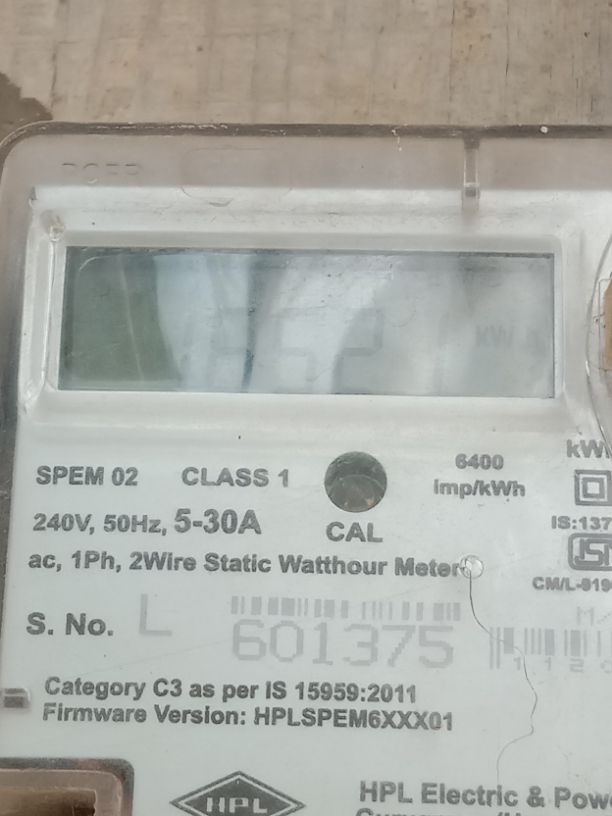 SPEM 02 CLASS 1
6400
imp/kWh
240V, 50Hz, 5-30A
CAL
ac, 1Ph, 2Wire Static Watthour Meter
S. No. L 601375
Category C3 as per IS 15959:2011
Firmware Version: HPLSPEM6XXX01
HPL
HPL Electric &